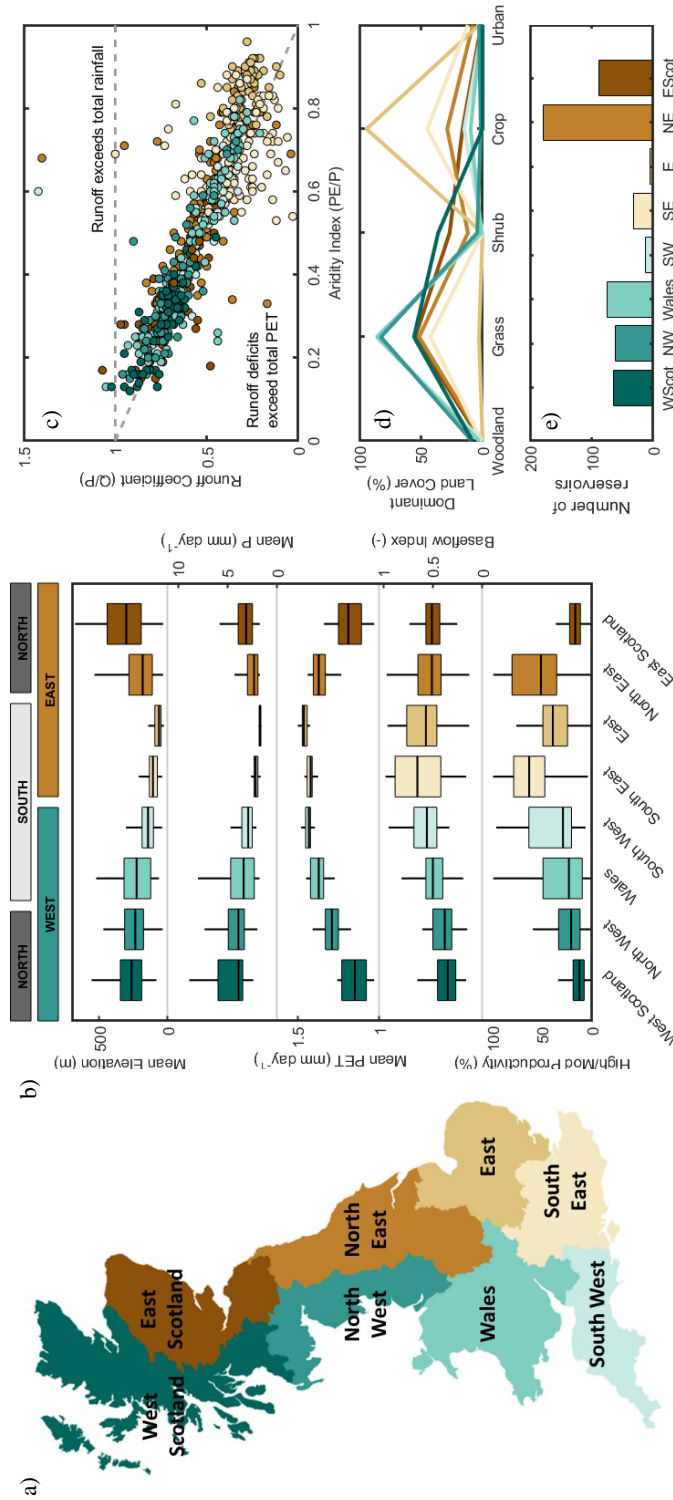 a)
West
Scotland
East
Scotland
North
West
North
East
Wales
East
South West
South
East
b)
NORTH
SOUTH
NORTH
WEST
EAST
Mean Elevation (m)
500
0
Mean P (mm day-1)
10
5
0
Mean PET (mm day-1)
1.5
1
Baseflow Index (-)
1
0.5
0
High/Mod Productivity (%)
100
50
0
West Scotland
North West
Wales
South West
South East
East
North East
East Scotland
c)
Runoff Coefficient (Q/P)
1.5
1
0.5
0
Runoff exceeds total rainfall
Runoff deficits
exceed total PET
0
0.2
0.4
0.6
0.8
1
Aridity Index (PE/P)
d)
Dominant
Land Cover (%)
100
50
0
Woodland
Grass
Shrub
Crop
Urban
e)
Number of
reservoirs
200
100
0
WScot
NW
Wales
SW
SE
E
NE
EScot